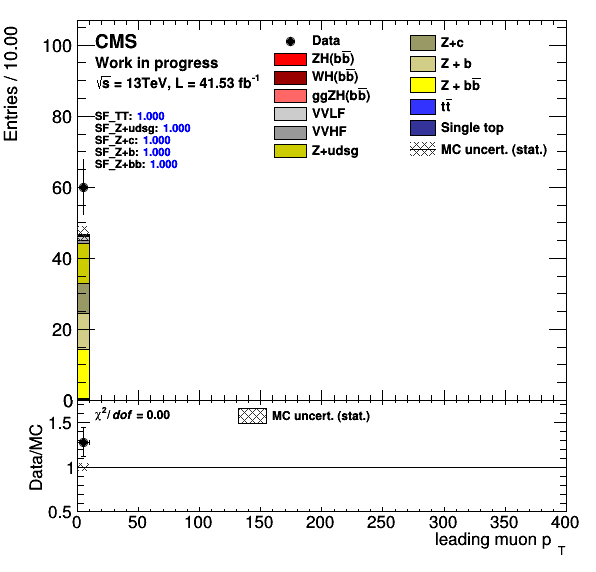 CMS
Work in progress
√s = 13TeV, L = 41.53 fb⁻¹
SF_TT: 1.000
SF_Z+udsg: 1.000
SF_Z+c: 1.000
SF_Z+b: 1.000
SF_Z+bb: 1.000
Data
ZH(bb̅)
WH(bb̅)
ggZH(bb̅)
VVLF
VVHF
Z+udsg
Z+c
Z + b
Z + bb̅
tt̅
Single top
MC uncert. (stat.)
Entries / 10.00
100
80
60
40
20
0
χ²/dof = 0.00
MC uncert. (stat.)
Data/MC
1.5
1
0.5
0 50 100 150 200 250 300 350 400
leading muon p_T